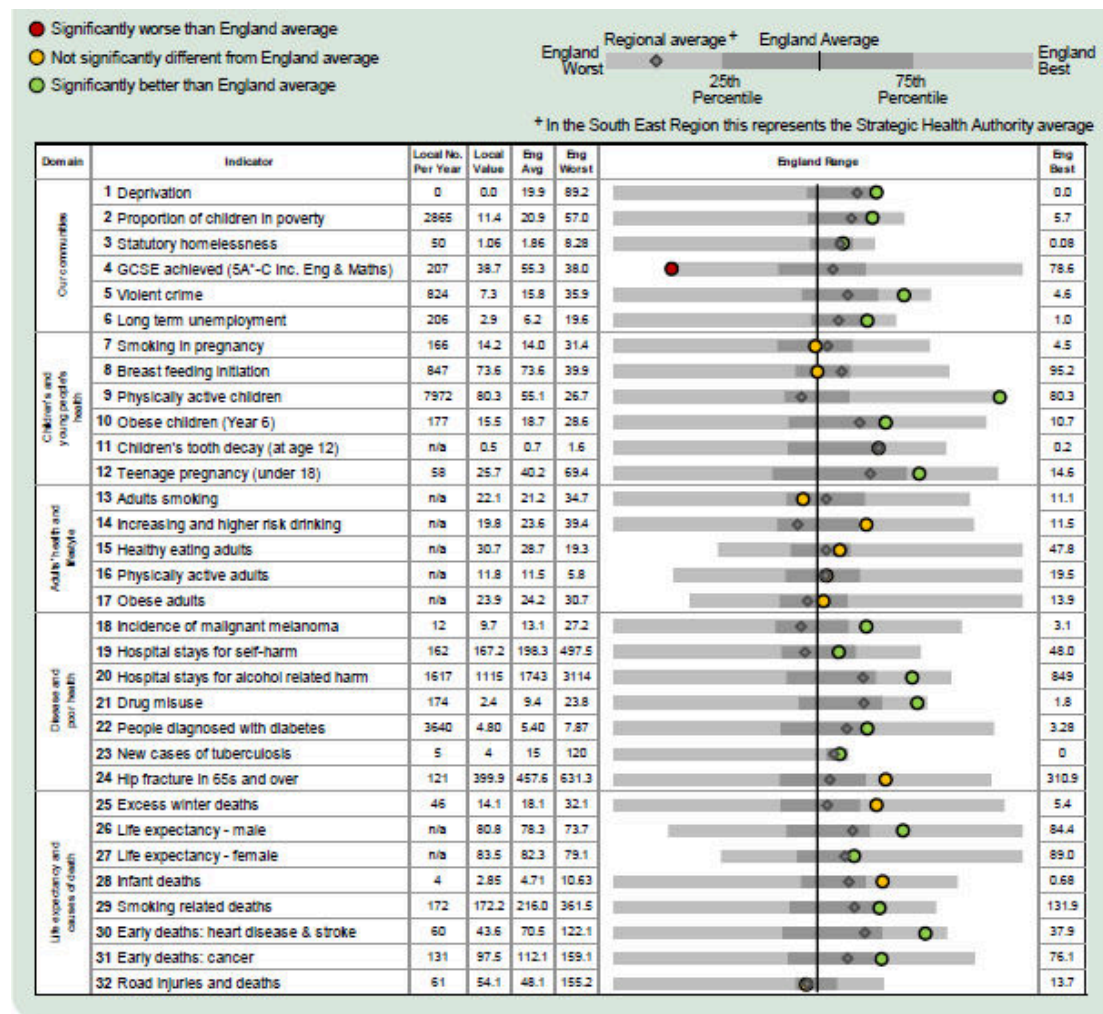 Significantly worse than England average
Not significantly different from England average
Significantly better than England average
Regional average+ England Average
England Worst
England Best
25th Percentile
75th Percentile
+ In the South East Region this represents the Strategic Health Authority average
Domain Indicator Local No. Per Year Local Value Eng Avg Eng Worst England Range Eng Best
Our communities
1 Deprivation 0 0.0 19.9 89.2 0.0
2 Proportion of children in poverty 2865 11.4 20.9 57.0 5.7
3 Statutory homelessness 50 1.06 1.86 8.28 0.08
4 GCSE achieved (5A*-C inc. Eng & Maths) 207 38.7 55.3 38.0 78.6
5 Violent crime 824 7.3 15.8 35.9 4.6
6 Long term unemployment 206 2.9 6.2 19.6 1.0
Children's and young people's health
7 Smoking in pregnancy 166 14.2 14.0 31.4 4.5
8 Breast feeding initiation 847 73.6 73.6 39.9 95.2
9 Physically active children 7972 80.3 55.1 26.7 80.3
10 Obese children (Year 6) 177 15.5 18.7 28.6 10.7
11 Children's tooth decay (at age 12) n/a 0.5 0.7 1.6 0.2
12 Teenage pregnancy (under 18) 58 25.7 40.2 69.4 14.6
Adults' health and lifestyle
13 Adults smoking n/a 22.1 21.2 34.7 11.1
14 Increasing and higher risk drinking n/a 19.8 23.6 39.4 11.5
15 Healthy eating adults n/a 30.7 28.7 19.3 47.8
16 Physically active adults n/a 11.8 11.5 5.8 19.5
17 Obese adults n/a 23.9 24.2 30.7 13.9
Disease and poor health
18 Incidence of malignant melanoma 12 9.7 13.1 27.2 3.1
19 Hospital stays for self-harm 162 167.2 198.3 497.5 48.0
20 Hospital stays for alcohol related harm 1617 1115 1743 3114 849
21 Drug misuse 174 2.4 9.4 23.8 1.8
22 People diagnosed with diabetes 3640 4.80 5.40 7.87 3.28
23 New cases of tuberculosis 5 4 15 120 0
24 Hip fracture in 65s and over 121 399.9 457.6 631.3 310.9
Life expectancy and causes of death
25 Excess winter deaths 46 14.1 18.1 32.1 5.4
26 Life expectancy - male n/a 80.8 78.3 73.7 84.4
27 Life expectancy - female n/a 83.5 82.3 79.1 89.0
28 Infant deaths 4 2.85 4.71 10.63 0.68
29 Smoking related deaths 172 172.2 216.0 361.5 131.9
30 Early deaths: heart disease & stroke 60 43.6 70.5 122.1 37.9
31 Early deaths: cancer 131 97.5 112.1 159.1 76.1
32 Road injuries and deaths 61 54.1 48.1 155.2 13.7